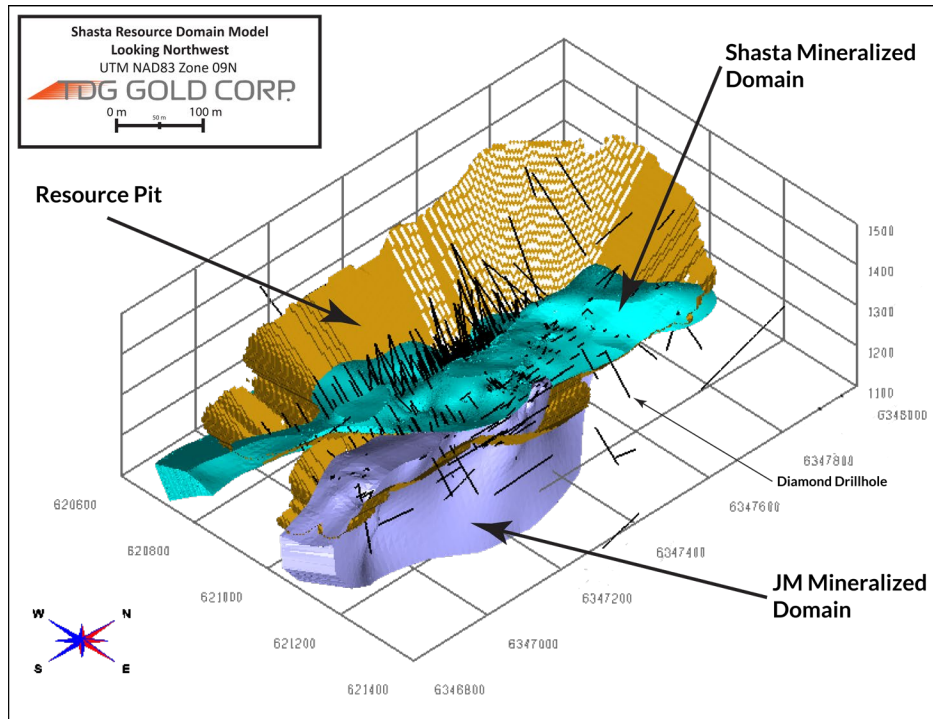 Shasta Resource Domain Model
Looking Northwest
UTM NAD83 Zone 09N
TDG GOLD CORP.
0 m 50 m 100 m
Shasta Mineralized
Domain
Resource Pit
1500
1400
1300
1200
1100
6348000
6347800
6347600
6347400
6347200
6347000
6346800
620600
620800
621000
621200
621400
Diamond Drillhole
JM Mineralized
Domain
W N
S E